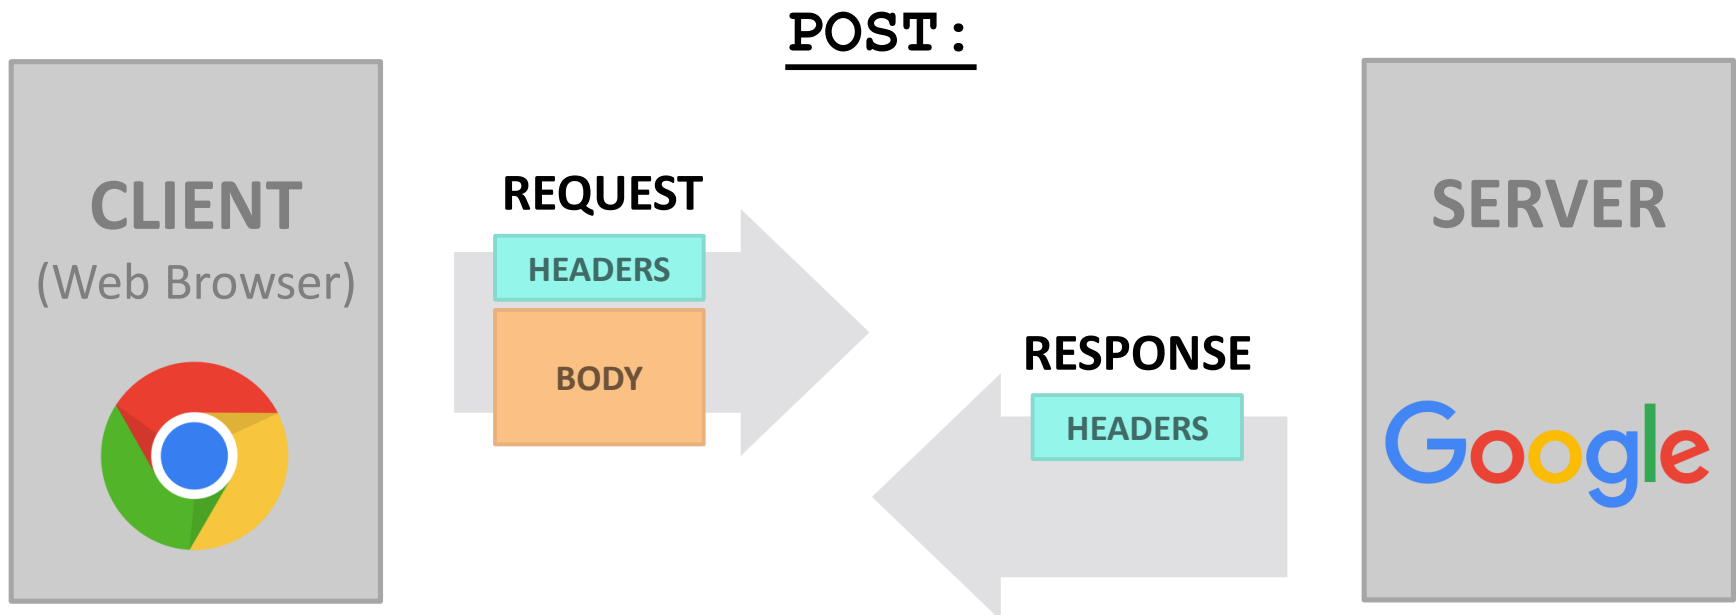 POST:
CLIENT
(Web Browser)
REQUEST
HEADERS
BODY
RESPONSE
HEADERS
SERVER
Google